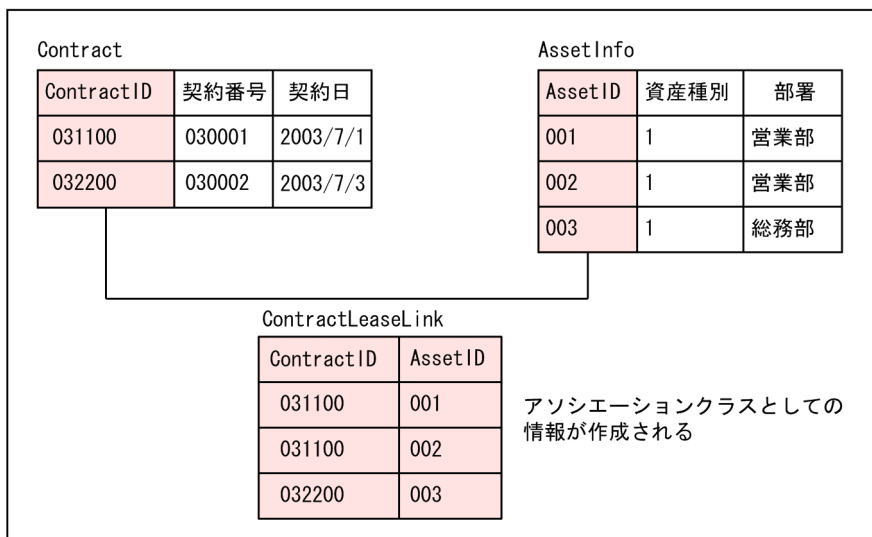 Contract
ContractID 契約番号 契約日
031100 030001 2003/7/1
032200 030002 2003/7/3
AssetInfo
AssetID 資産種別 部署
001 1 営業部
002 1 営業部
003 1 総務部
ContractLeaseLink
ContractID AssetID
031100 001
031100 002
032200 003
アソシエーションクラスとしての
情報が作成される